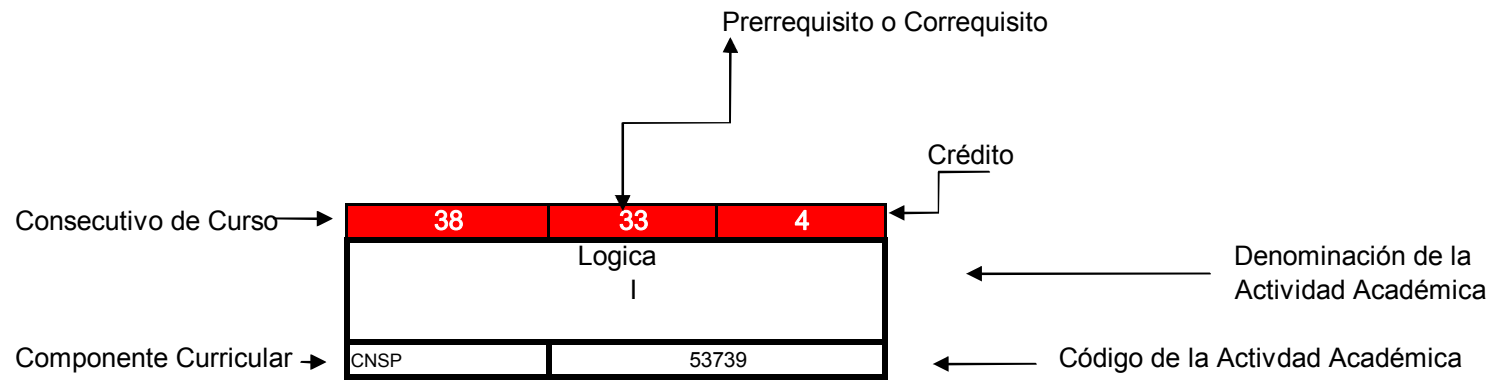 Prerrequisito o Correquisito
Crédito
Consecutivo de Curso
38 33 4
Logica
I
Denominación de la
Actividad Académica
Componente Curricular
CNSP 53739
Código de la Activdad Académica